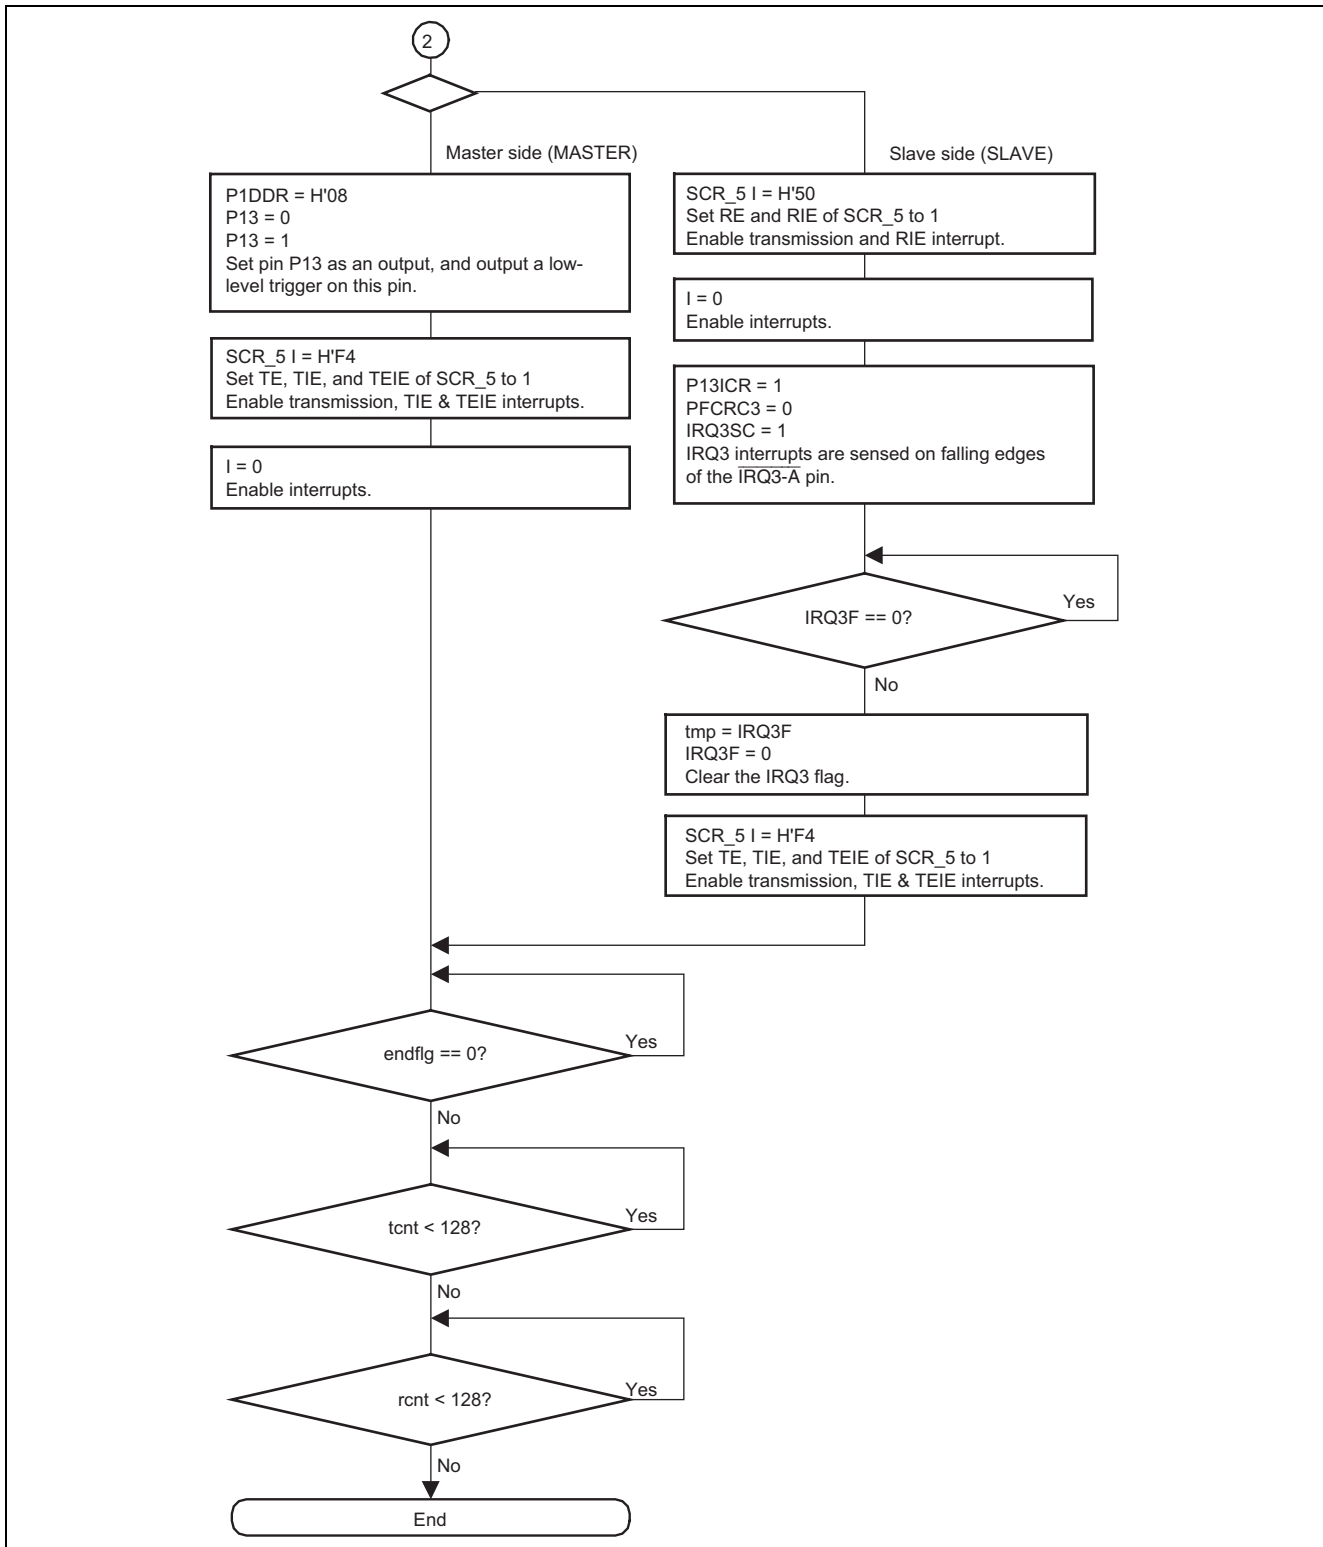 2
Master side (MASTER)
Slave side (SLAVE)
P1DDR = H'08
P13 = 0
P13 = 1
Set pin P13 as an output, and output a low-
level trigger on this pin.
SCR_5 I = H'F4
Set TE, TIE, and TEIE of SCR_5 to 1
Enable transmission, TIE & TEIE interrupts.
I = 0
Enable interrupts.
SCR_5 I = H'50
Set RE and RIE of SCR_5 to 1
Enable transmission and RIE interrupt.
I = 0
Enable interrupts.
P13ICR = 1
PFCRC3 = 0
IRQ3SC = 1
IRQ3 interrupts are sensed on falling edges
of the IRQ3-A pin.
IRQ3F == 0?
Yes
No
tmp = IRQ3F
IRQ3F = 0
Clear the IRQ3 flag.
SCR_5 I = H'F4
Set TE, TIE, and TEIE of SCR_5 to 1
Enable transmission, TIE & TEIE interrupts.
endflg == 0?
Yes
No
tcnt < 128?
Yes
No
rcnt < 128?
Yes
No
End